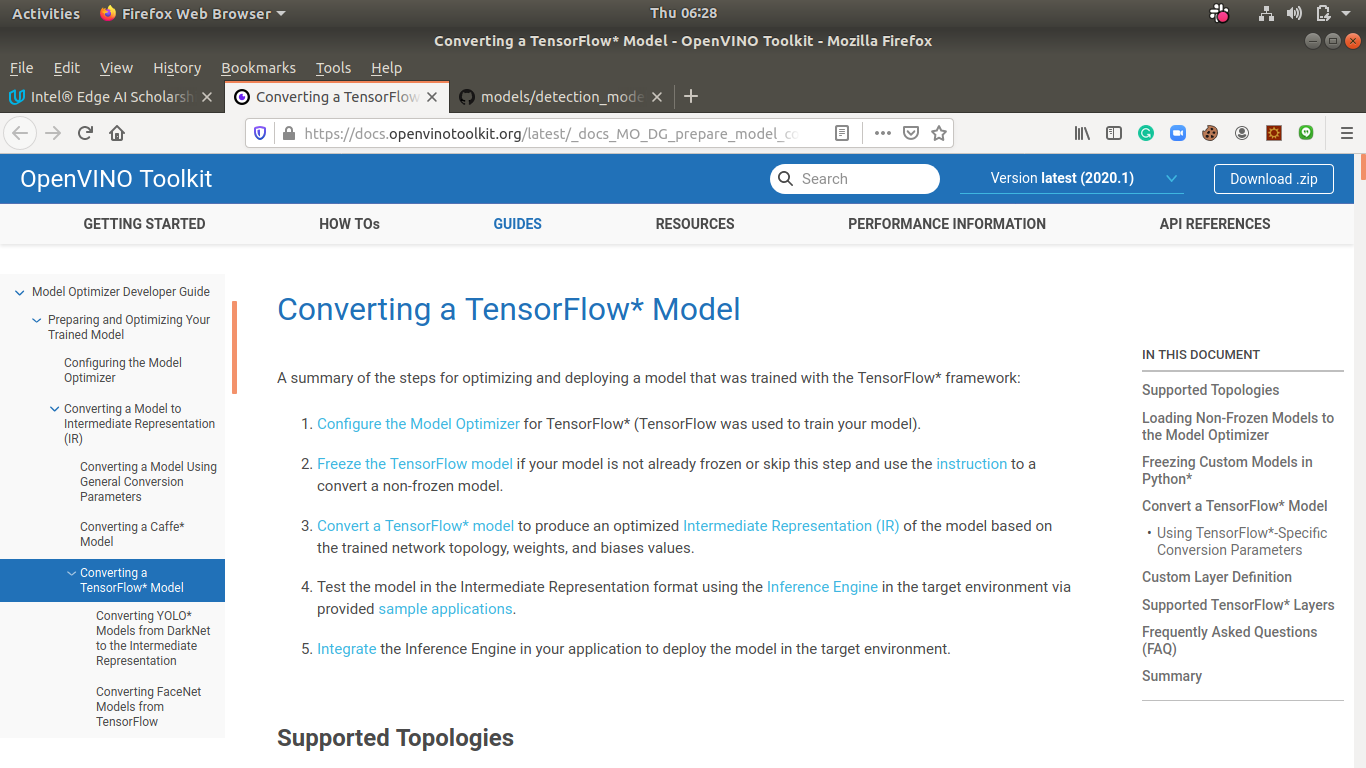 Activities Firefox Web Browser Thu 06:28
Converting a TensorFlow* Model - OpenVINO Toolkit - Mozilla Firefox
File Edit View History Bookmarks Tools Help
Intel® Edge AI Scholarsh Converting a TensorFlow models/detection_mode
https://docs.openvinotoolkit.org/latest/_docs_MO_DG_prepare_model_co
OpenVINO Toolkit Search Version latest (2020.1) Download .zip
GETTING STARTED HOW TOs GUIDES RESOURCES PERFORMANCE INFORMATION API REFERENCES
Model Optimizer Developer Guide
Preparing and Optimizing Your
Trained Model
Configuring the Model
Optimizer
Converting a Model to
Intermediate Representation
(IR)
Converting a Model Using
General Conversion
Parameters
Converting a Caffe*
Model
Converting a
TensorFlow* Model
Converting YOLO*
Models from DarkNet
to the Intermediate
Representation
Converting FaceNet
Models from
TensorFlow
Converting a TensorFlow* Model
A summary of the steps for optimizing and deploying a model that was trained with the TensorFlow* framework:
1. Configure the Model Optimizer for TensorFlow* (TensorFlow was used to train your model).
2. Freeze the TensorFlow model if your model is not already frozen or skip this step and use the instruction to a
convert a non-frozen model.
3. Convert a TensorFlow* model to produce an optimized Intermediate Representation (IR) of the model based on
the trained network topology, weights, and biases values.
4. Test the model in the Intermediate Representation format using the Inference Engine in the target environment via
provided sample applications.
5. Integrate the Inference Engine in your application to deploy the model in the target environment.
Supported Topologies
IN THIS DOCUMENT
Supported Topologies
Loading Non-Frozen Models to
the Model Optimizer
Freezing Custom Models in
Python*
Convert a TensorFlow* Model
• Using TensorFlow*-Specific
Conversion Parameters
Custom Layer Definition
Supported TensorFlow* Layers
Frequently Asked Questions
(FAQ)
Summary